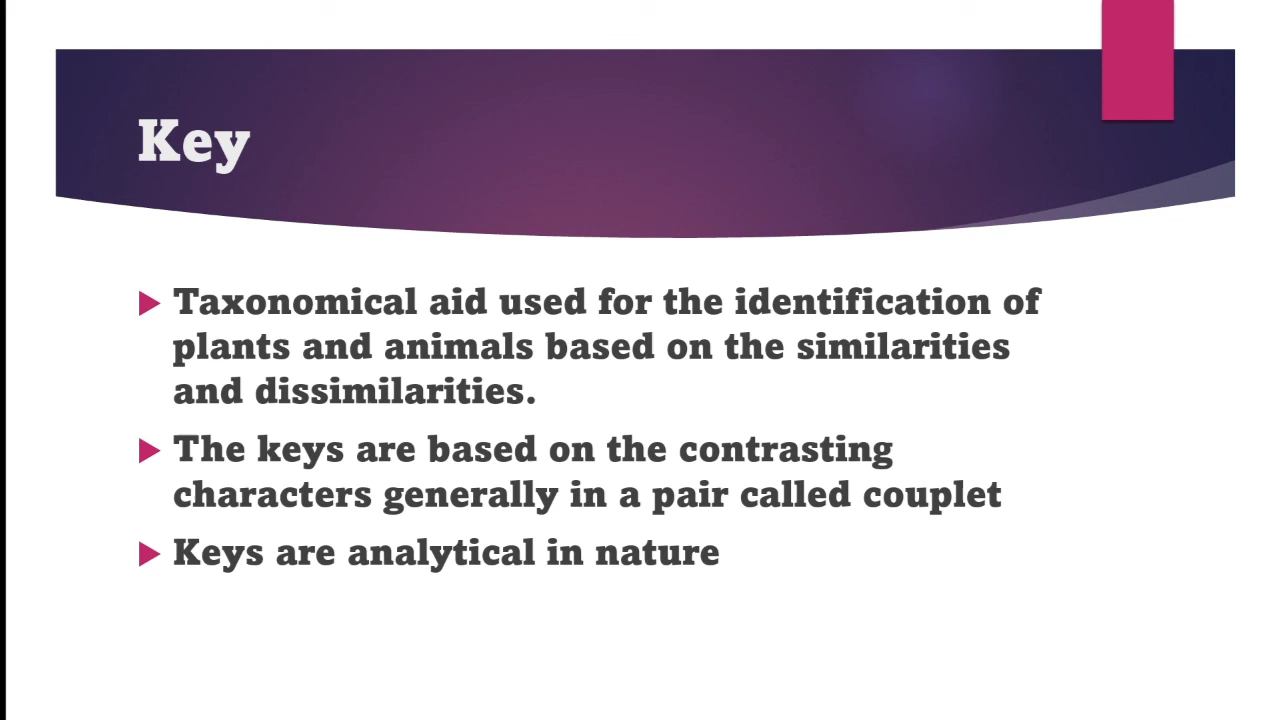 Key
Taxonomical aid used for the identification of
plants and animals based on the similarities
and dissimilarities.
The keys are based on the contrasting
characters generally in a pair called couplet
Keys are analytical in nature